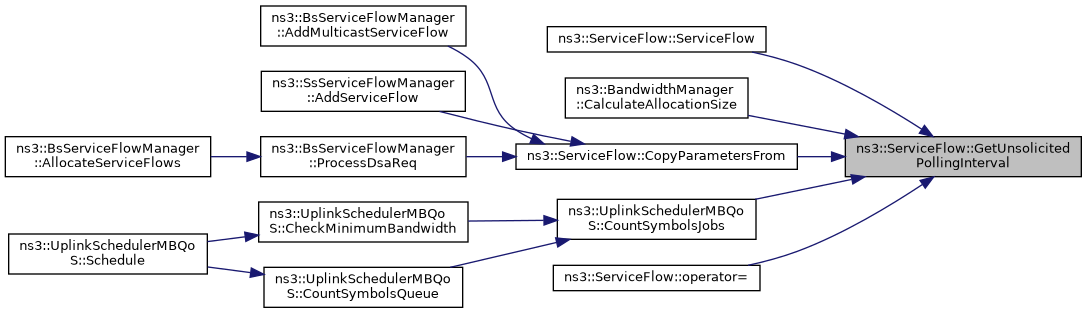 ns3::BsServiceFlowManager
::AddMulticastServiceFlow
ns3::ServiceFlow::ServiceFlow
ns3::SsServiceFlowManager
::AddServiceFlow
ns3::BandwidthManager
::CalculateAllocationSize
ns3::BsServiceFlowManager
::AllocateServiceFlows
ns3::BsServiceFlowManager
::ProcessDsaReq
ns3::ServiceFlow::CopyParametersFrom
ns3::ServiceFlow::GetUnsolicited
PollingInterval
ns3::UplinkSchedulerMBQo
S::CheckMinimumBandwidth
ns3::UplinkSchedulerMBQo
S::CountSymbolsJobs
ns3::UplinkSchedulerMBQo
S::Schedule
ns3::UplinkSchedulerMBQo
S::CountSymbolsQueue
ns3::ServiceFlow::operator=